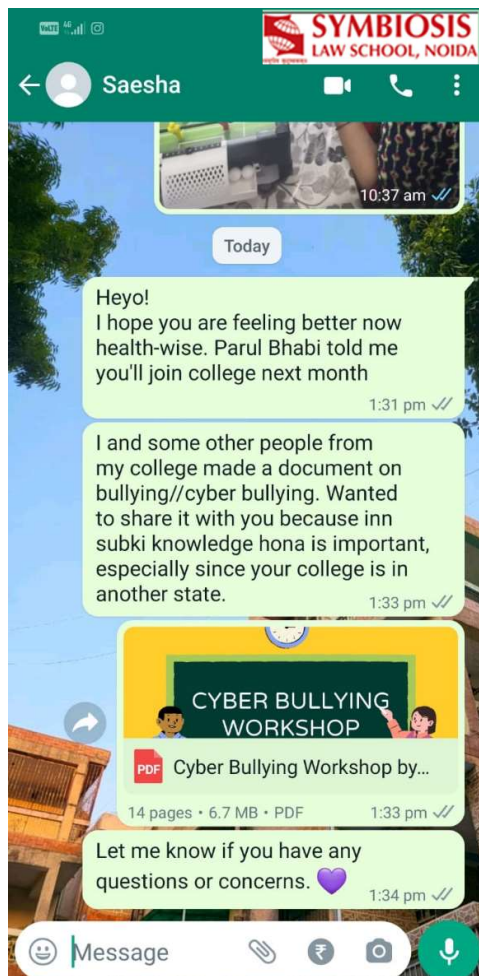 VoLTE 4G
SYMBIOSIS
LAW SCHOOL, NOIDA
Saesha
10:37 am
Today
Heyo!
I hope you are feeling better now
health-wise. Parul Bhabi told me
you'll join college next month
1:31 pm
I and some other people from
my college made a document on
bullying//cyber bullying. Wanted
to share it with you because inn
subki knowledge hona is important,
especially since your college is in
another state.
1:33 pm
CYBER BULLYING
WORKSHOP
PDF Cyber Bullying Workshop by...
14 pages • 6.7 MB • PDF 1:33 pm
Let me know if you have any
questions or concerns. 💜
1:34 pm
Message ₹